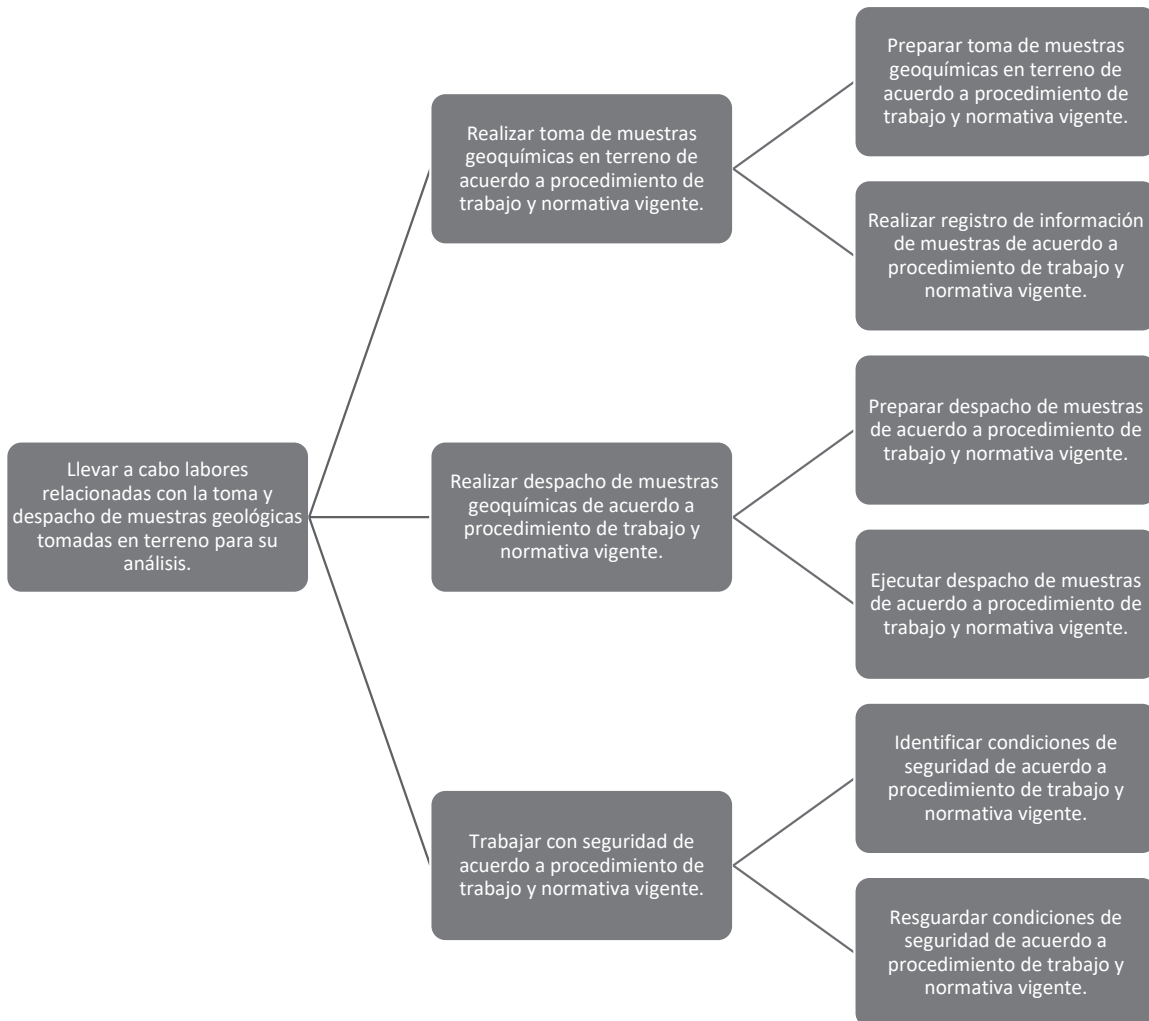 Llevar a cabo labores
relacionadas con la toma y
despacho de muestras geológicas
tomadas en terreno para su
análisis.
Realizar toma de muestras
geoquímicas en terreno de
acuerdo a procedimiento de
trabajo y normativa vigente.
Preparar toma de muestras
geoquímicas en terreno de
acuerdo a procedimiento de
trabajo y normativa vigente.
Realizar registro de información
de muestras de acuerdo a
procedimiento de trabajo y
normativa vigente.
Realizar despacho de muestras
geoquímicas de acuerdo a
procedimiento de trabajo y
normativa vigente.
Preparar despacho de muestras
de acuerdo a procedimiento de
trabajo y normativa vigente.
Ejecutar despacho de muestras
de acuerdo a procedimiento de
trabajo y normativa vigente.
Trabajar con seguridad de
acuerdo a procedimiento de
trabajo y normativa vigente.
Identificar condiciones de
seguridad de acuerdo a
procedimiento de trabajo y
normativa vigente.
Resguardar condiciones de
seguridad de acuerdo a
procedimiento de trabajo y
normativa vigente.